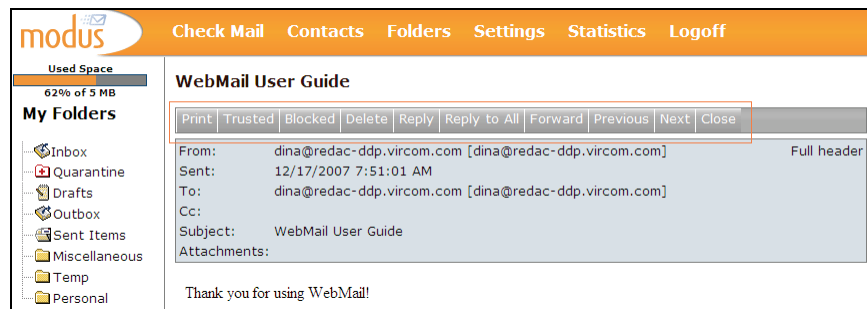 modus Check Mail Contacts Folders Settings Statistics Logoff
Used Space
62% of 5 MB
My Folders
Inbox
Quarantine
Drafts
Outbox
Sent Items
Miscellaneous
Temp
Personal
WebMail User Guide
Print Trusted Blocked Delete Reply Reply to All Forward Previous Next Close
From: dina@redac-ddp.vircom.com [dina@redac-ddp.vircom.com] Full header
Sent: 12/17/2007 7:51:01 AM
To: dina@redac-ddp.vircom.com [dina@redac-ddp.vircom.com]
Cc:
Subject: WebMail User Guide
Attachments:
Thank you for using WebMail!